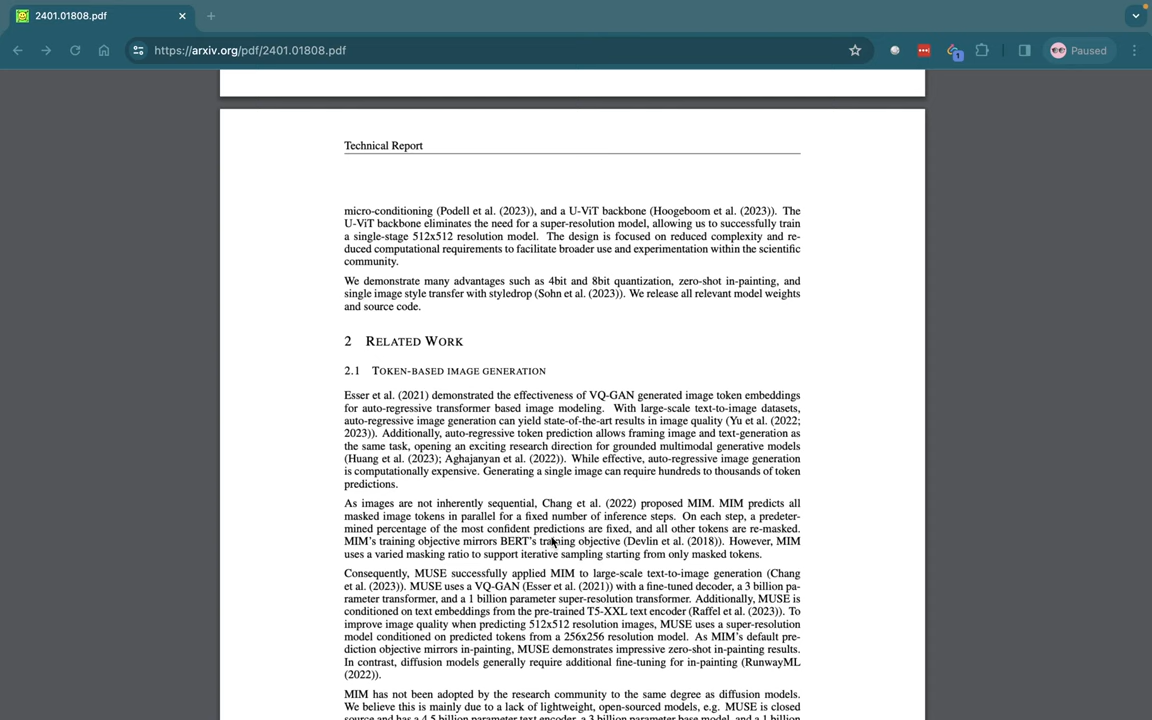 2401.01808.pdf
https://arxiv.org/pdf/2401.01808.pdf
1
Paused
Technical Report
micro-conditioning (Podell et al. (2023)), and a U-ViT backbone (Hoogeboom et al. (2023)). The
U-ViT backbone eliminates the need for a super-resolution model, allowing us to successfully train
a single-stage 512x512 resolution model. The design is focused on reduced complexity and re-
duced computational requirements to facilitate broader use and experimentation within the scientific
community.
We demonstrate many advantages such as 4bit and 8bit quantization, zero-shot in-painting, and
single image style transfer with styledrop (Sohn et al. (2023)). We release all relevant model weights
and source code.
2 RELATED WORK
2.1 TOKEN-BASED IMAGE GENERATION
Esser et al. (2021) demonstrated the effectiveness of VQ-GAN generated image token embeddings
for auto-regressive transformer based image modeling. With large-scale text-to-image datasets,
auto-regressive image generation can yield state-of-the-art results in image quality (Yu et al. (2022;
2023)). Additionally, auto-regressive token prediction allows framing image and text-generation as
the same task, opening an exciting research direction for grounded multimodal generative models
(Huang et al. (2023); Aghajanyan et al. (2022)). While effective, auto-regressive image generation
is computationally expensive. Generating a single image can require hundreds to thousands of token
predictions.
As images are not inherently sequential, Chang et al. (2022) proposed MIM. MIM predicts all
masked image tokens in parallel for a fixed number of inference steps. On each step, a predeter-
mined percentage of the most confident predictions are fixed, and all other tokens are re-masked.
MIM's training objective mirrors BERT's training objective (Devlin et al. (2018)). However, MIM
uses a varied masking ratio to support iterative sampling starting from only masked tokens.
Consequently, MUSE successfully applied MIM to large-scale text-to-image generation (Chang
et al. (2023)). MUSE uses a VQ-GAN (Esser et al. (2021)) with a fine-tuned decoder, a 3 billion pa-
rameter transformer, and a 1 billion parameter super-resolution transformer. Additionally, MUSE is
conditioned on text embeddings from the pre-trained T5-XXL text encoder (Raffel et al. (2023)). To
improve image quality when predicting 512x512 resolution images, MUSE uses a super-resolution
model conditioned on predicted tokens from a 256x256 resolution model. As MIM's default pre-
diction objective mirrors in-painting, MUSE demonstrates impressive zero-shot in-painting results.
In contrast, diffusion models generally require additional fine-tuning for in-painting (RunwayML
(2022)).
MIM has not been adopted by the research community to the same degree as diffusion models.
We believe this is mainly due to a lack of lightweight, open-sourced models, e.g. MUSE is closed
source and has a 4.5 billion parameter text encoder, a 3 billion parameter base model, and a 1 billion